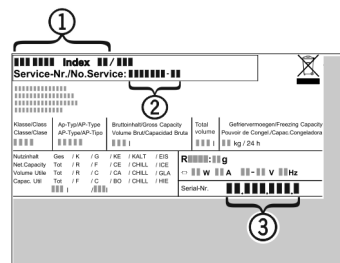 1
Index /
Service-Nr./No.Service: -
2
Klasse/Class
Classe/Clase
Ap-Typ/AP-Type
AP-Type/AP-Tipo
Bruttoinhalt/Gross Capacity
Volume Brut/Capacidad Bruta
l
Total
volume
l
Gefriervermoegen/Freezing Capacity
Pouvoir de Congel./Capac.Congeladora
kg / 24 h
Nutzinhalt Ges / K / G / KE / KALT / EIS
Net.Capacity Tot / R / F / CE / CHILL / ICE
Volume Utile Tot / R / C / CA / CHILL / GLA
Capac. Util Tot / F / C / BO / CHILL / HIE
l / l
R : g
W A - V Hz
Serial-Nr. . . .
3